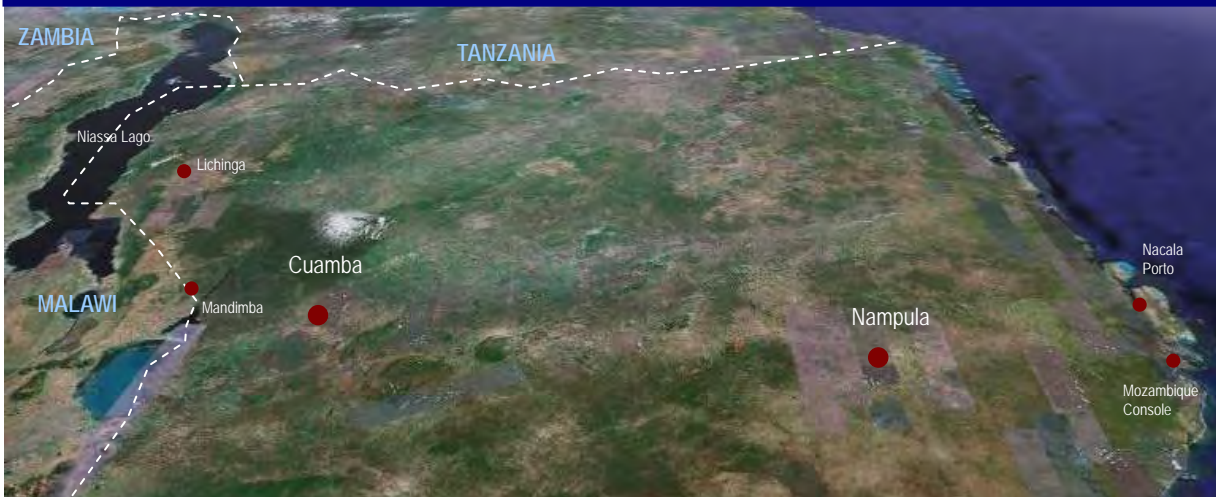 ZAMBIA
TANZANIA
Niassa Lago
Lichinga
Cuamba
Nacala
Porto
MALAWI
Mandimba
Nampula
Mozambique
Console